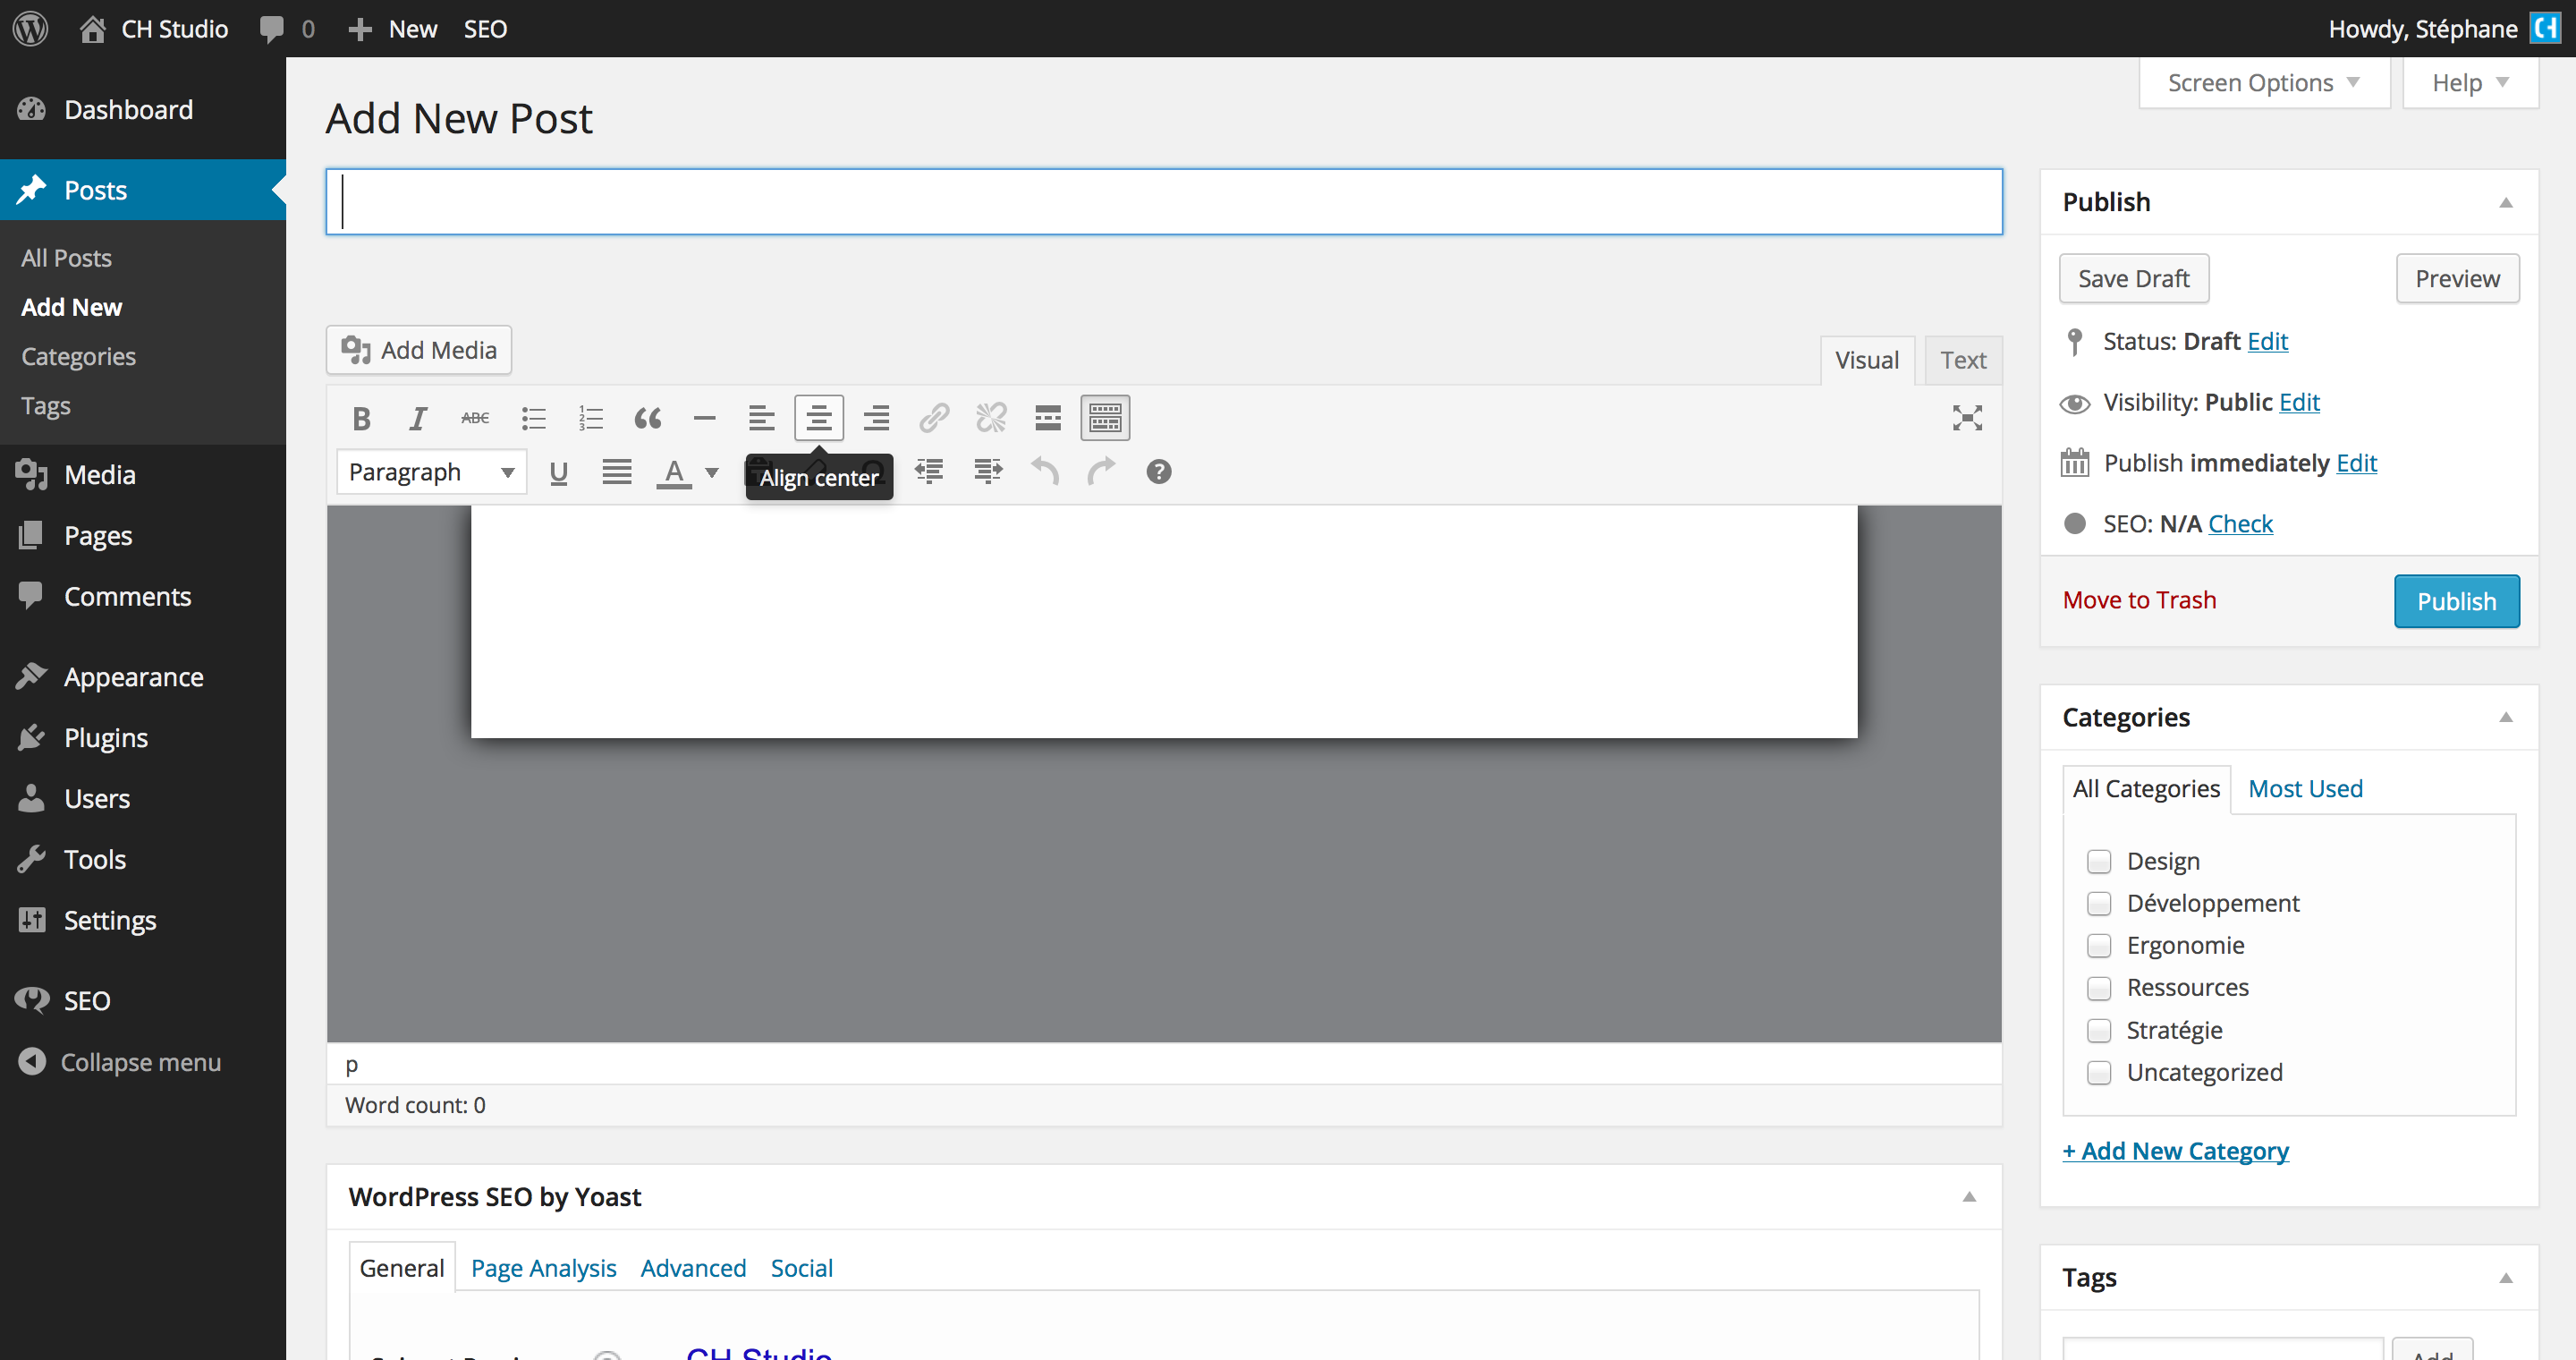 CH Studio 0 New SEO Howdy, Stéphane
Screen Options Help
Dashboard
Posts
All Posts
Add New
Categories
Tags
Media
Pages
Comments
Appearance
Plugins
Users
Tools
Settings
SEO
Collapse menu
Add New Post
Add Media
Visual Text
B I ABC
Paragraph U A
Align center
p
Word count: 0
WordPress SEO by Yoast
General Page Analysis Advanced Social
CH Studio
Publish
Save Draft Preview
Status: Draft Edit
Visibility: Public Edit
Publish immediately Edit
SEO: N/A Check
Move to Trash Publish
Categories
All Categories Most Used
Design
Développement
Ergonomie
Ressources
Stratégie
Uncategorized
+ Add New Category
Tags
Add